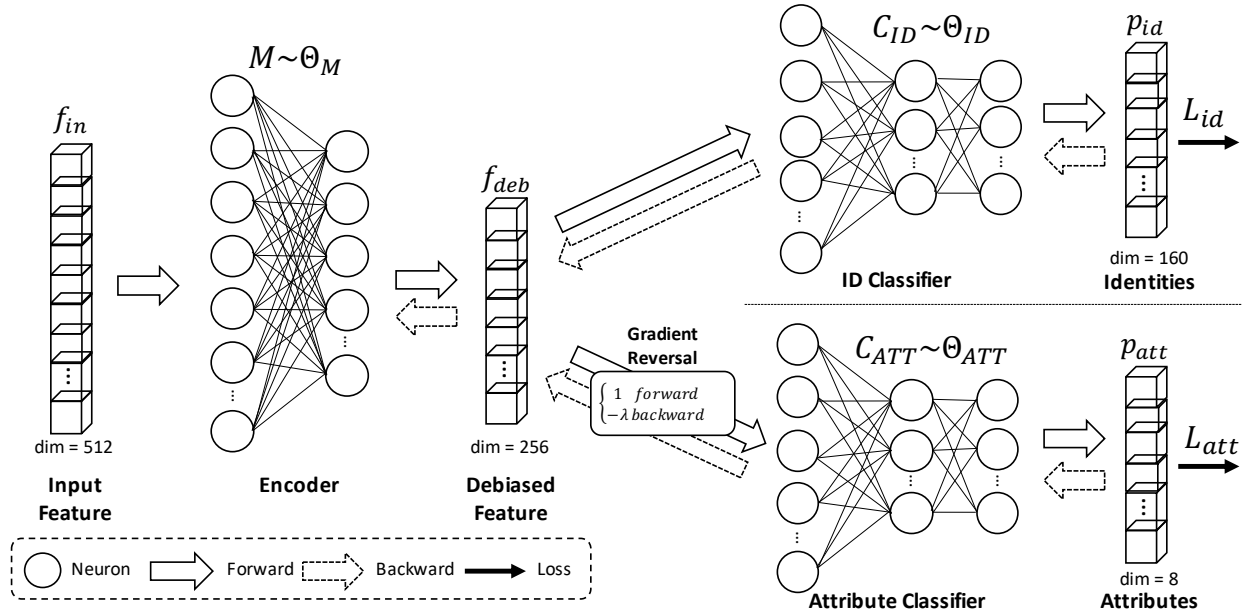 f_in
dim = 512
Input
Feature
M~Θ_M
Encoder
f_deb
dim = 256
Debiased
Feature
C_ID~Θ_ID
ID Classifier
p_id
L_id
dim = 160
Identities
Gradient
Reversal
{ 1 forward
−λ backward
C_ATT~Θ_ATT
Attribute Classifier
p_att
L_att
dim = 8
Attributes
Neuron Forward Backward Loss